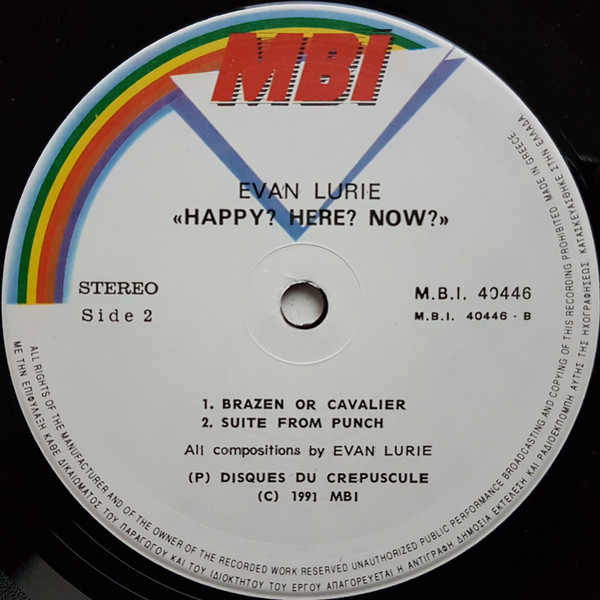 MBI
EVAN LURIE
«HAPPY? HERE? NOW?»
STEREO
Side 2
M.B.I. 40446
M.B.I. 40446 - B
1. BRAZEN OR CAVALIER
2. SUITE FROM PUNCH
All compositions by EVAN LURIE
(P) DISQUES DU CREPUSCULE
(C) 1991 MBI
ALL RIGHTS OF THE MANUFACTURER AND OF THE OWNER OF THE RECORDED WORK RESERVED UNAUTHORIZED PUBLIC PERFORMANCE BROADCASTING AND COPYING OF THIS RECORDING PROHIBITED MADE IN GREECE
ΜΕ ΤΗΝ ΕΠΙΦΥΛΑΞΗ ΚΑΘΕ ΔΙΚΑΙΩΜΑΤΟΣ ΤΟΥ ΠΑΡΑΓΩΓΟΥ ΚΑΙ ΤΟΥ ΙΔΙΟΚΤΗΤΟΥ ΤΟΥ ΕΡΓΟΥ ΑΠΑΓΟΡΕΥΕΤΑΙ Η ΑΝΤΙΓΡΑΦΗ ΔΗΜΟΣΙΑ ΕΚΤΕΛΕΣΗ ΚΑΙ ΡΑΔΙΟΕΚΠΟΜΠΗ ΑΥΤΗΣ ΤΗΣ ΗΧΟΓΡΑΦΗΣΕΩΣ ΚΑΤΑΣΚΕΥΑΣΘΗΚΕ ΣΤΗΝ ΕΛΛΑΔΑ